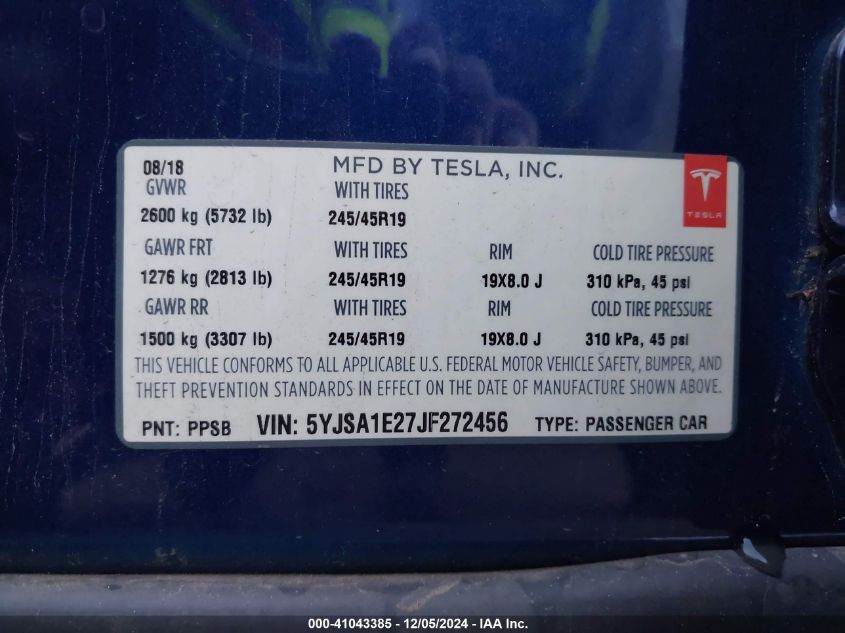 08/18 MFD BY TESLA, INC.
GVWR WITH TIRES
TESLA
2600 kg (5732 lb) 245/45R19
GAWR FRT WITH TIRES RIM COLD TIRE PRESSURE
1276 kg (2813 lb) 245/45R19 19X8.0 J 310 kPa, 45 psi
GAWR RR WITH TIRES RIM COLD TIRE PRESSURE
1500 kg (3307 lb) 245/45R19 19X8.0 J 310 kPa, 45 psi
THIS VEHICLE CONFORMS TO ALL APPLICABLE U.S. FEDERAL MOTOR VEHICLE SAFETY, BUMPER, AND
THEFT PREVENTION STANDARDS IN EFFECT ON THE DATE OF MANUFACTURE SHOWN ABOVE.
PNT: PPSB VIN: 5YJSA1E27JF272456 TYPE: PASSENGER CAR
000-41043385 - 12/05/2024 - IAA Inc.